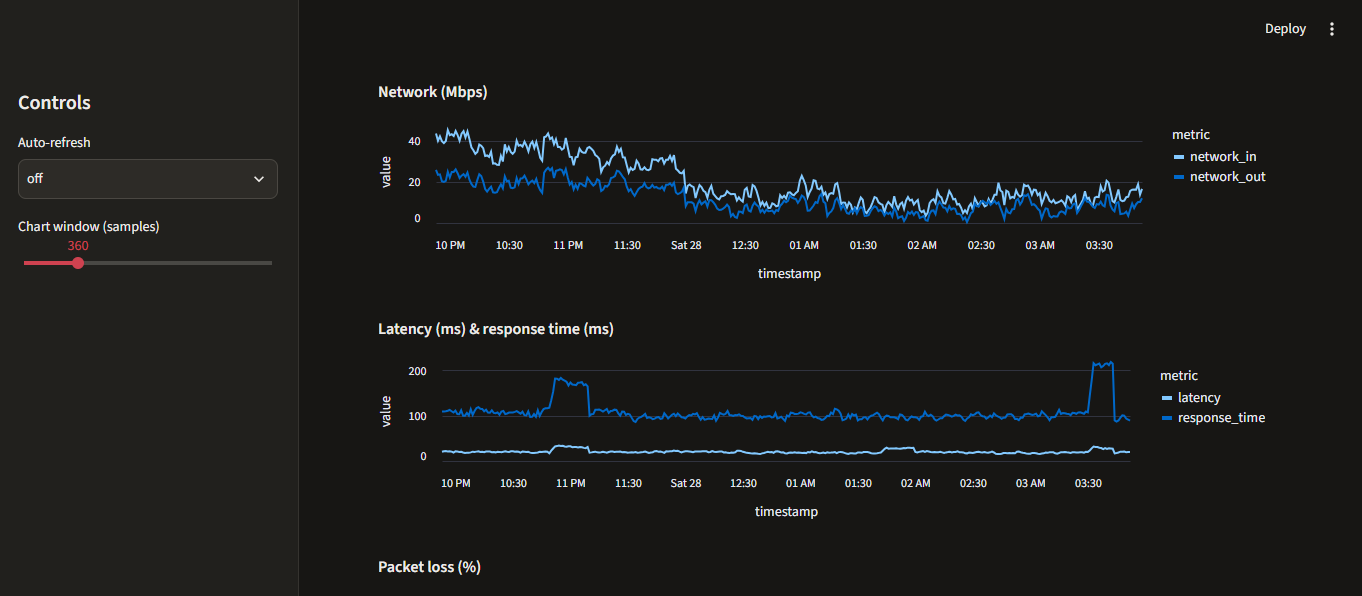 Deploy
Controls
Auto-refresh
off
Chart window (samples)
360
Network (Mbps)
value
40
20
0
10 PM 10:30 11 PM 11:30 Sat 28 12:30 01 AM 01:30 02 AM 02:30 03 AM 03:30
timestamp
metric
network_in
network_out
Latency (ms) & response time (ms)
value
200
100
0
10 PM 10:30 11 PM 11:30 Sat 28 12:30 01 AM 01:30 02 AM 02:30 03 AM 03:30
timestamp
metric
latency
response_time
Packet loss (%)